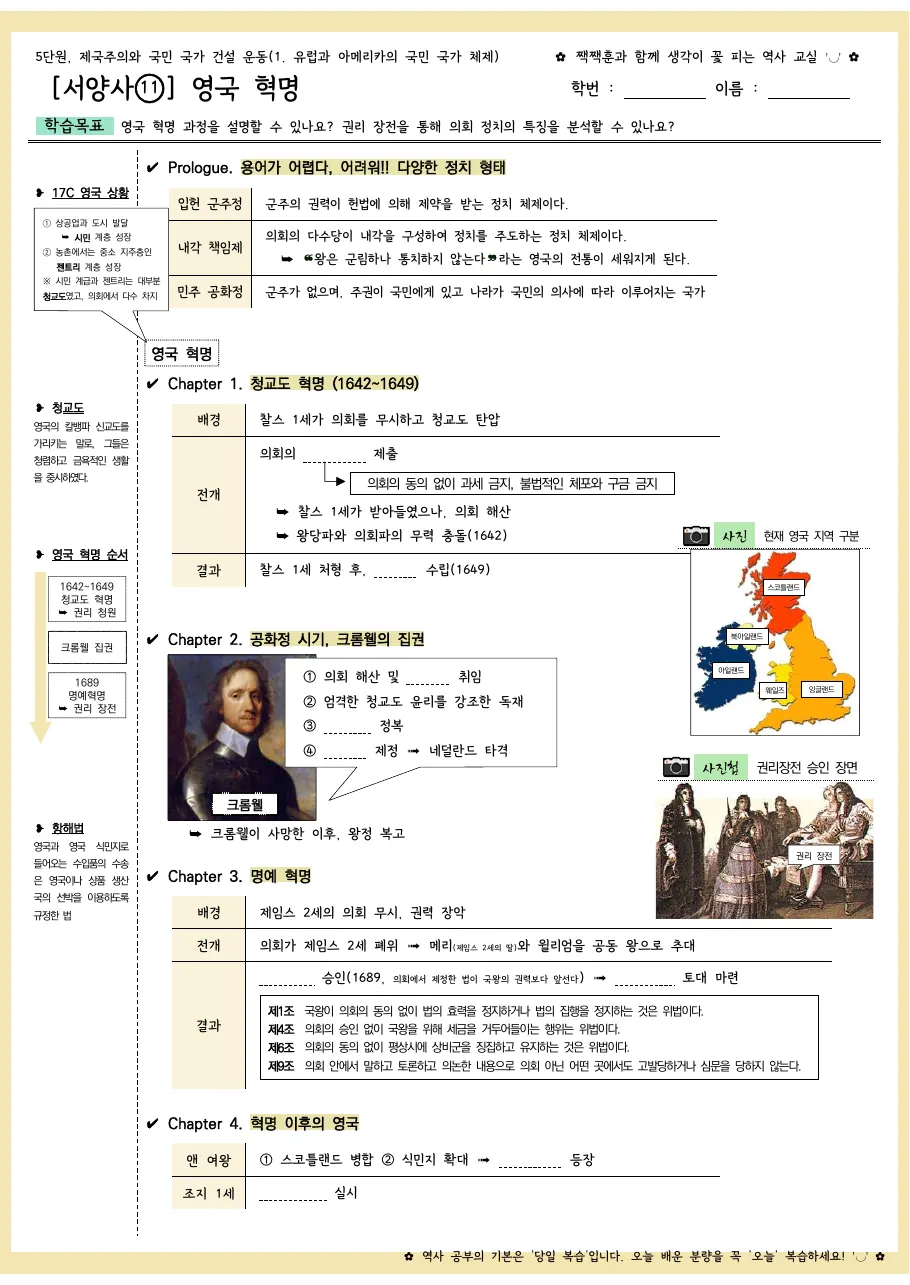 5단원, 제국주의와 국민 국가 건설 운동(1. 유럽과 아메리카의 국민 국가 체제)
✿ 짹짹훈과 함께 생각이 꽃 피는 역사 교실 '◡' ✿
[서양사⑪] 영국 혁명
학번 : 이름 :
학습목표 영국 혁명 과정을 설명할 수 있나요? 권리 장전을 통해 의회 정치의 특징을 분석할 수 있나요?
✔ Prologue. 용어가 어렵다, 어려워!! 다양한 정치 형태
입헌 군주정 군주의 권력이 헌법에 의해 제약을 받는 정치 체제이다.
내각 책임제 의회의 다수당이 내각을 구성하여 정치를 주도하는 정치 체제이다.
➥ ❝왕은 군림하나 통치하지 않는다❞라는 영국의 전통이 세워지게 된다.
민주 공화정 군주가 없으며, 주권이 국민에게 있고 나라가 국민의 의사에 따라 이루어지는 국가
❥ 17C 영국 상황
① 상공업과 도시 발달
➥ 시민 계층 성장
② 농촌에서는 중소 지주층인
젠트리 계층 성장
※ 시민 계급과 젠트리는 대부분
청교도였고, 의회에서 다수 차지
영국 혁명
✔ Chapter 1. 청교도 혁명 (1642~1649)
배경 찰스 1세가 의회를 무시하고 청교도 탄압
전개 의회의 제출
의회의 동의 없이 과세 금지, 불법적인 체포와 구금 금지
➥ 찰스 1세가 받아들였으나, 의회 해산
➥ 왕당파와 의회파의 무력 충돌(1642)
결과 찰스 1세 처형 후, 수립(1649)
❥ 청교도
영국의 칼뱅파 신교도를
가리키는 말로, 그들은
청렴하고 금욕적인 생활
을 중시하였다.
❥ 영국 혁명 순서
1642~1649
청교도 혁명
➥ 권리 청원
크롬웰 집권
1689
명예혁명
➥ 권리 장전
사진 현재 영국 지역 구분
스코틀랜드
북아일랜드
아일랜드
웨일즈
잉글랜드
✔ Chapter 2. 공화정 시기, 크롬웰의 집권
① 의회 해산 및 취임
② 엄격한 청교도 윤리를 강조한 독재
③ 정복
④ 제정 ➟ 네덜란드 타격
크롬웰
➥ 크롬웰이 사망한 이후, 왕정 복고
사진첩 권리장전 승인 장면
권리 장전
❥ 항해법
영국과 영국 식민지로
들어오는 수입품의 수송
은 영국이나 상품 생산
국의 선박을 이용하도록
규정한 법
✔ Chapter 3. 명예 혁명
배경 제임스 2세의 의회 무시, 권력 장악
전개 의회가 제임스 2세 폐위 ➟ 메리(제임스 2세의 딸)와 윌리엄을 공동 왕으로 추대
승인(1689, 의회에서 제정한 법이 국왕의 권력보다 앞선다) ➟ 토대 마련
결과
제1조 국왕이 의회의 동의 없이 법의 효력을 정지하거나 법의 집행을 정지하는 것은 위법이다.
제4조 의회의 승인 없이 국왕을 위해 세금을 거두어들이는 행위는 위법이다.
제6조 의회의 동의 없이 평상시에 상비군을 징집하고 유지하는 것은 위법이다.
제9조 의회 안에서 말하고 토론하고 의논한 내용으로 의회 아닌 어떤 곳에서도 고발당하거나 심문을 당하지 않는다.
✔ Chapter 4. 혁명 이후의 영국
앤 여왕 ① 스코틀랜드 병합 ② 식민지 확대 ➟ 등장
조지 1세 실시
✿ 역사 공부의 기본은 '당일 복습'입니다. 오늘 배운 분량을 꼭 '오늘' 복습하세요! '◡' ✿